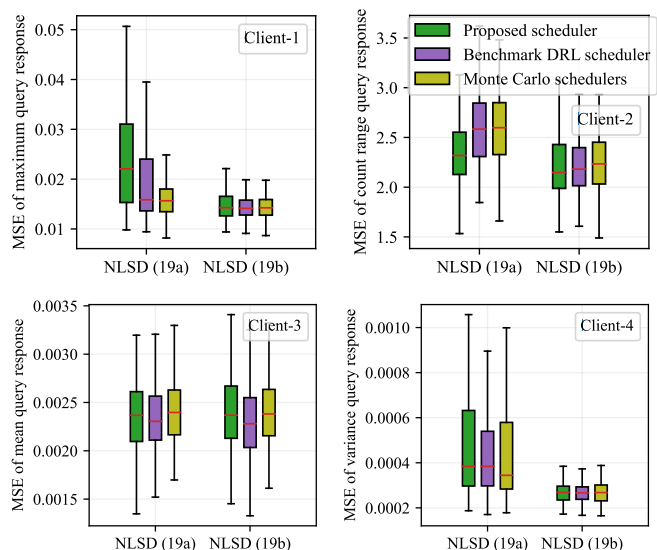 MSE of maximum query response
0.05
0.04
0.03
0.02
0.01
Client-1
NLSD (19a)
NLSD (19b)
MSE of count range query response
3.5
3.0
2.5
2.0
1.5
Proposed scheduler
Benchmark DRL scheduler
Monte Carlo schedulers
Client-2
NLSD (19a)
NLSD (19b)
MSE of mean query response
0.0035
0.0030
0.0025
0.0020
0.0015
Client-3
NLSD (19a)
NLSD (19b)
MSE of variance query response
0.0010
0.0008
0.0006
0.0004
0.0002
Client-4
NLSD (19a)
NLSD (19b)